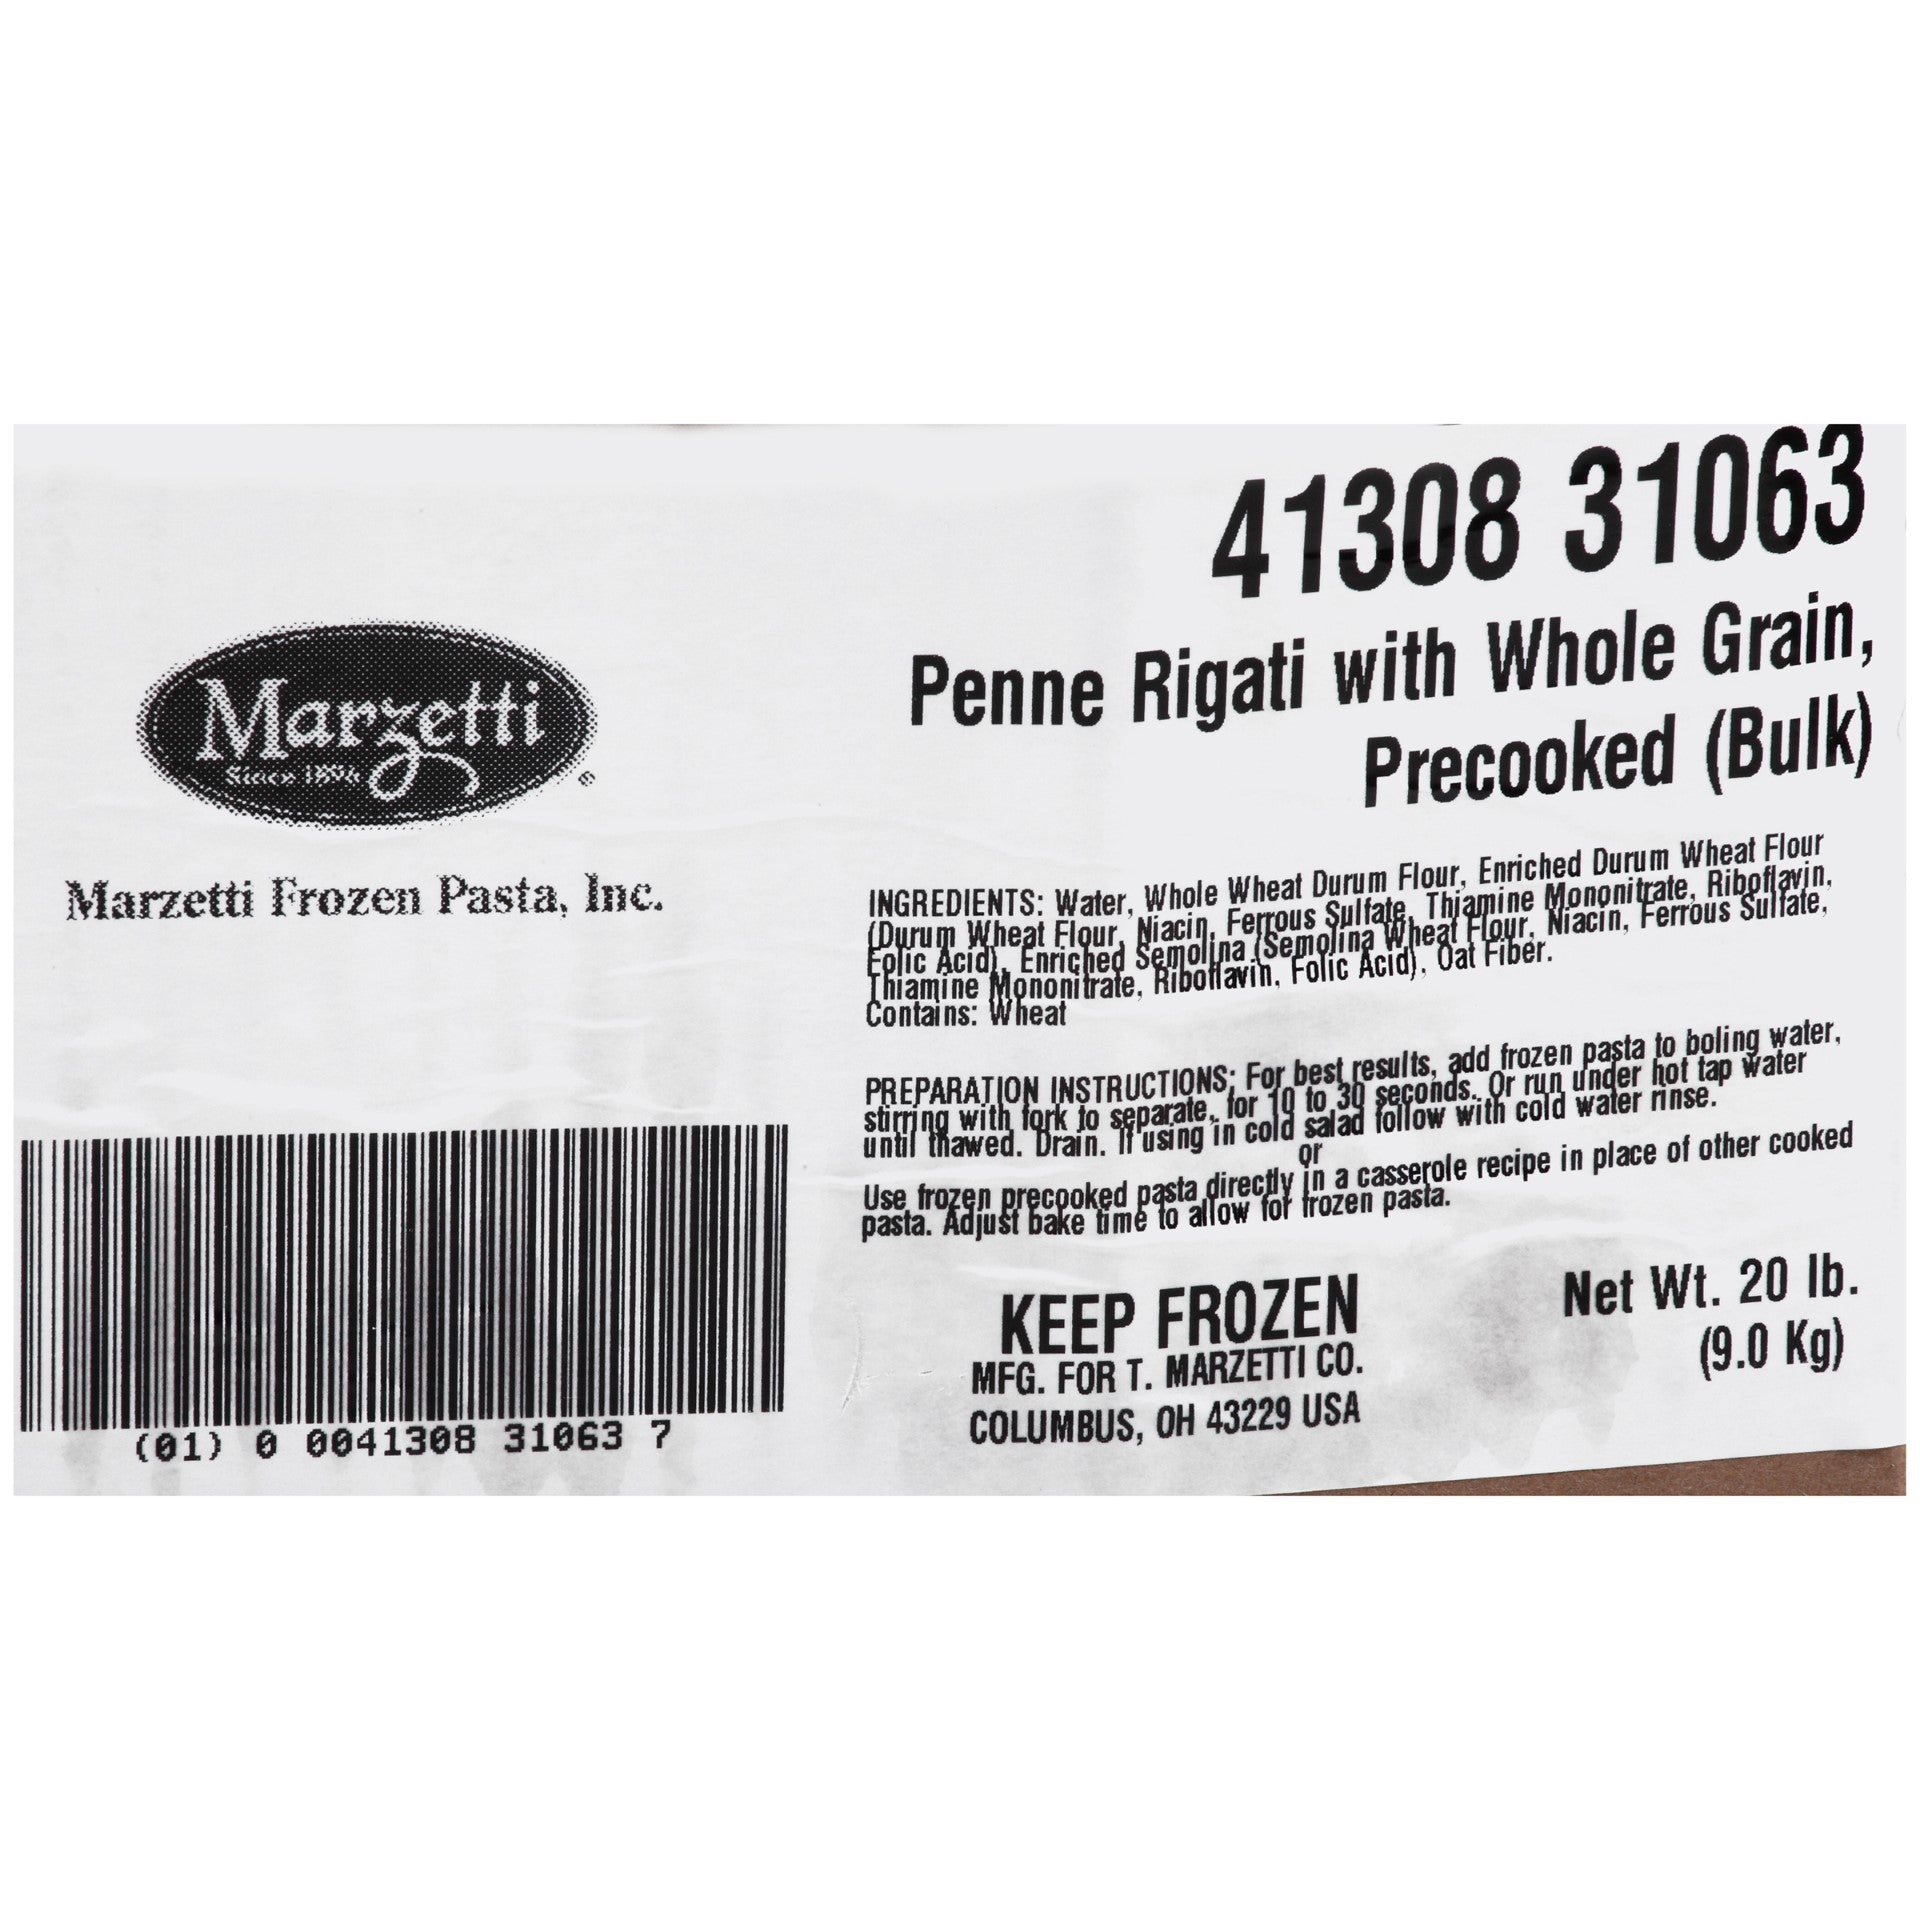 41308 31063
Penne Rigati with Whole Grain,
Precooked (Bulk)
Marzetti
Since 1896
®
Marzetti Frozen Pasta, Inc.
INGREDIENTS: Water, Whole Wheat Durum Flour, Enriched Durum Wheat Flour
(Durum Wheat Flour, Niacin, Ferrous Sulfate, Thiamine Mononitrate, Riboflavin,
Folic Acid), Enriched Semolina (Semolina Wheat Flour, Niacin, Ferrous Sulfate,
Thiamine Mononitrate, Riboflavin, Folic Acid), Oat Fiber.
Contains: Wheat
PREPARATION INSTRUCTIONS: For best results, add frozen pasta to boling water,
stirring with fork to separate, for 10 to 30 seconds. Or run under hot tap water
until thawed. Drain. If using in cold salad follow with cold water rinse.
or
Use frozen precooked pasta directly in a casserole recipe in place of other cooked
pasta. Adjust bake time to allow for frozen pasta.
KEEP FROZEN
MFG. FOR T. MARZETTI CO.
COLUMBUS, OH 43229 USA
Net Wt. 20 lb.
(9.0 Kg)
(01) 0 0041308 31063 7